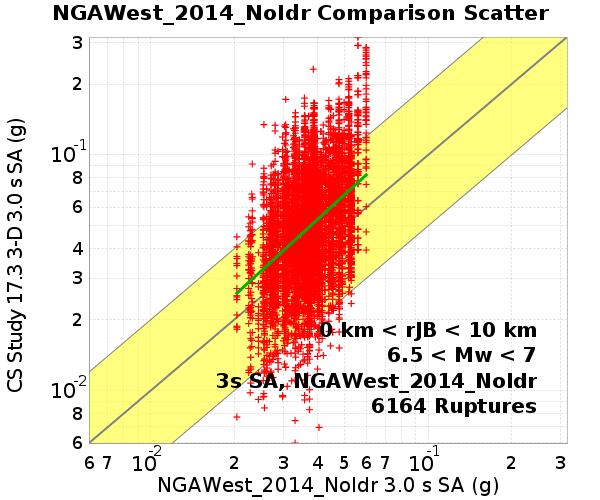 NGAWest_2014_NoIdr Comparison Scatter
3
2
10-1
8
6
4
3
2
10-2
8
6
CS Study 17.3 3-D 3.0 s SA (g)
0 km < rJB < 10 km
6.5 < Mw < 7
3s SA, NGAWest_2014_NoIdr
6164 Ruptures
6 7 10-2 2 3 4 5 6 7 10-1 2 3
NGAWest_2014_NoIdr 3.0 s SA (g)